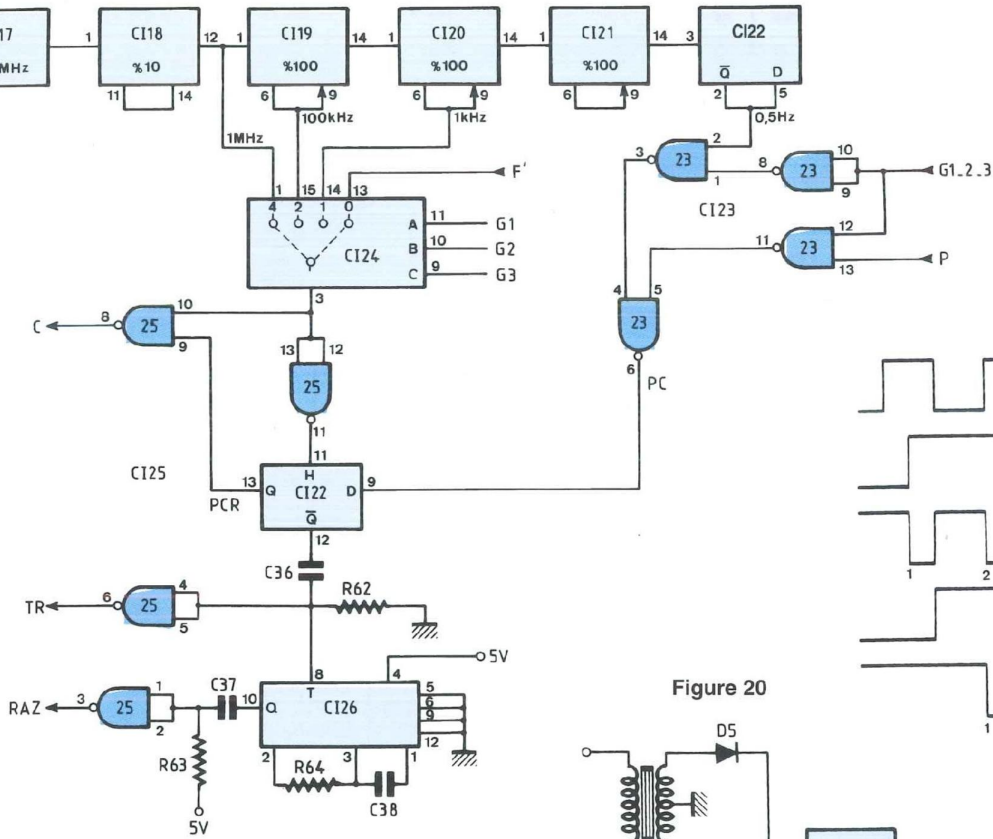 17
CI18
CI19
CI20
CI21
CI22
MHz
%10
%100
%100
%100
Q D
1
12
1
14
1
14
1
14
3
11 14
6 9
6 9
6 9
2 5
1MHz
100kHz
1kHz
0,5Hz
F'
1 15 14 13
4 2 1 0
CI24
A 11 G1
B 10 G2
C 9 G3
3
3
23
2
1
8
23
10
9
G1_2_3
CI23
11
23
12
13
P
4 5
23
6
PC
C
8
25
10
9
13 12
25
11
11
CI25
13
Q
H
CI22
D
9
Q
12
PCR
C36
TR
6
25
4
5
R62
5V
8
4
T
RAZ
3
25
1
2
C37
10
Q
CI26
5
6
9
12
R63
5V
2
3
1
R64
C38
1 2
1
Figure 20
D5